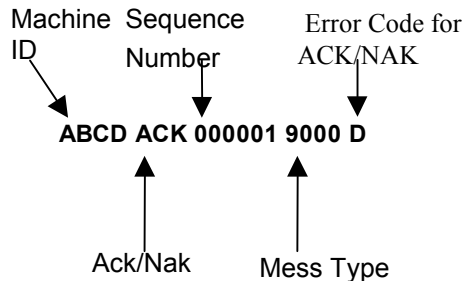 Machine ID
Sequence Number
Error Code for ACK/NAK
ABCD ACK 000001 9000 D
Ack/Nak
Mess Type